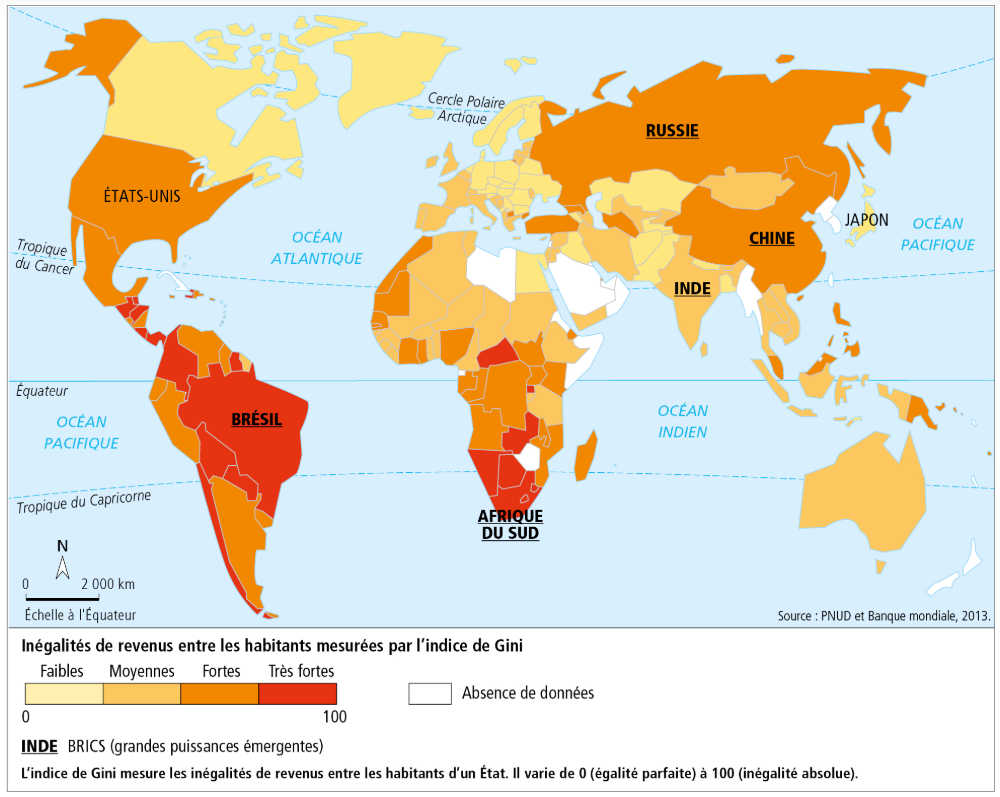 Cercle Polaire
Arctique
RUSSIE
ÉTATS-UNIS
JAPON
OCÉAN
ATLANTIQUE
CHINE
OCÉAN
PACIFIQUE
Tropique
du Cancer
INDE
Équateur
OCÉAN
PACIFIQUE
BRÉSIL
OCÉAN
INDIEN
Tropique du Capricorne
AFRIQUE
DU SUD
N
0 2 000 km
Échelle à l'Équateur
Source : PNUD et Banque mondiale, 2013.
Inégalités de revenus entre les habitants mesurées par l'indice de Gini
Faibles Moyennes Fortes Très fortes
Absence de données
0 100
INDE BRICS (grandes puissances émergentes)
L'indice de Gini mesure les inégalités de revenus entre les habitants d'un État. Il varie de 0 (égalité parfaite) à 100 (inégalité absolue).